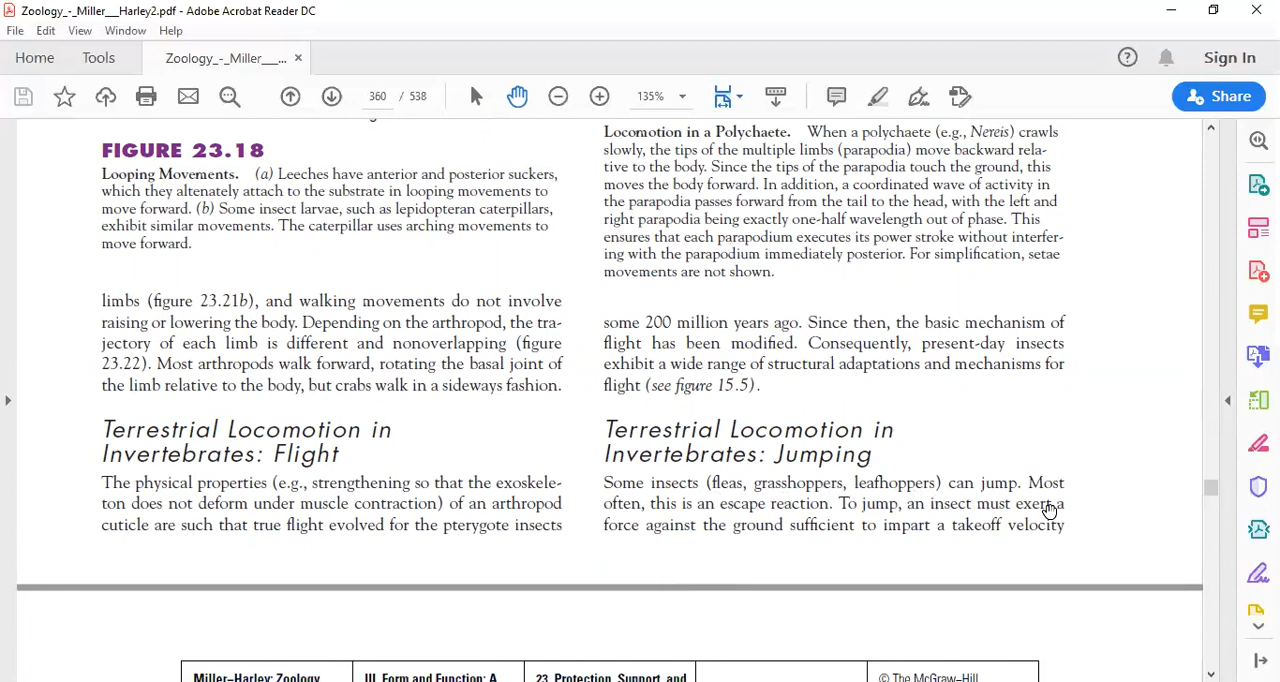 Zoology_-_Miller___Harley2.pdf - Adobe Acrobat Reader DC
File Edit View Window Help
Home Tools Zoology_-_Miller___... × Sign In
360 / 538 135% Share
FIGURE 23.18
Looping Movements. (a) Leeches have anterior and posterior suckers,
which they altenately attach to the substrate in looping movements to
move forward. (b) Some insect larvae, such as lepidopteran caterpillars,
exhibit similar movements. The caterpillar uses arching movements to
move forward.
limbs (figure 23.21b), and walking movements do not involve
raising or lowering the body. Depending on the arthropod, the tra-
jectory of each limb is different and nonoverlapping (figure
23.22). Most arthropods walk forward, rotating the basal joint of
the limb relative to the body, but crabs walk in a sideways fashion.
Terrestrial Locomotion in
Invertebrates: Flight
The physical properties (e.g., strengthening so that the exoskele-
ton does not deform under muscle contraction) of an arthropod
cuticle are such that true flight evolved for the pterygote insects
Locomotion in a Polychaete. When a polychaete (e.g., Nereis) crawls
slowly, the tips of the multiple limbs (parapodia) move backward rela-
tive to the body. Since the tips of the parapodia touch the ground, this
moves the body forward. In addition, a coordinated wave of activity in
the parapodia passes forward from the tail to the head, with the left and
right parapodia being exactly one-half wavelength out of phase. This
ensures that each parapodium executes its power stroke without interfer-
ing with the parapodium immediately posterior. For simplification, setae
movements are not shown.
some 200 million years ago. Since then, the basic mechanism of
flight has been modified. Consequently, present-day insects
exhibit a wide range of structural adaptations and mechanisms for
flight (see figure 15.5).
Terrestrial Locomotion in
Invertebrates: Jumping
Some insects (fleas, grasshoppers, leafhoppers) can jump. Most
often, this is an escape reaction. To jump, an insect must exert a
force against the ground sufficient to impart a takeoff velocity
Miller–Harley: Zoology, III. Form and Function: A 23. Protection, Support, and © The McGraw–Hill